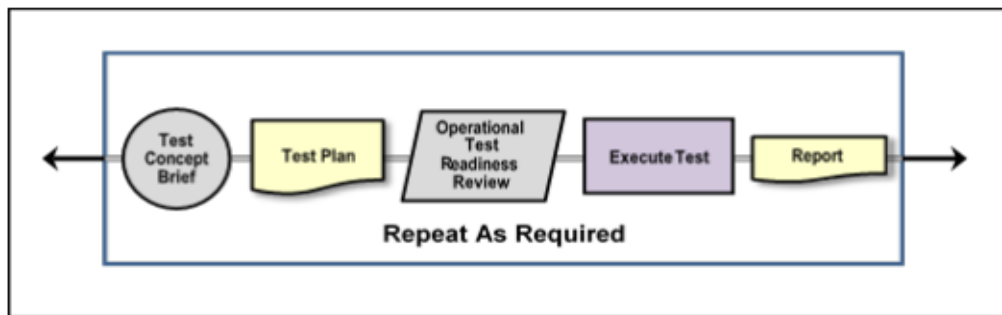 Test
Concept
Brief
Test Plan
Operational
Test
Readiness
Review
Execute Test
Report
Repeat As Required